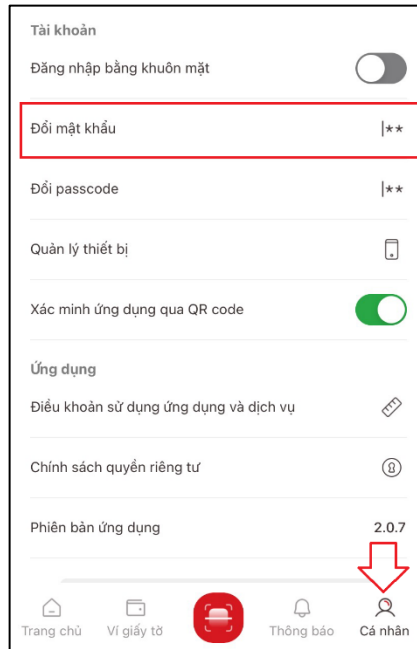 Tài khoản
Đăng nhập bằng khuôn mặt
Đổi mật khẩu |**
Đổi passcode |**
Quản lý thiết bị
Xác minh ứng dụng qua QR code
Ứng dụng
Điều khoản sử dụng ứng dụng và dịch vụ
Chính sách quyền riêng tư
Phiên bản ứng dụng 2.0.7
Trang chủ Ví giấy tờ Thông báo Cá nhân